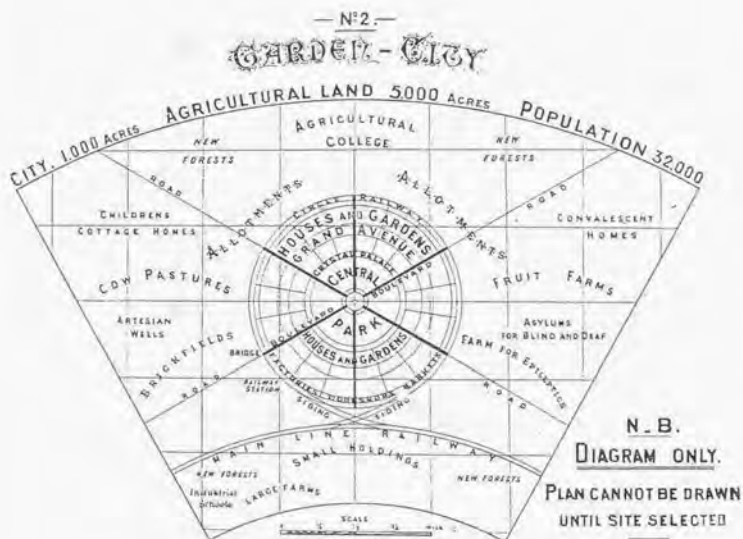 — Nº 2. —
GARDEN-CITY
CITY. 1,000 ACRES AGRICULTURAL LAND 5,000 ACRES POPULATION 32,000
NEW
FORESTS
AGRICULTURAL
COLLEGE
NEW
FORESTS
ROAD
ROAD
ALLOTMENTS
ALLOTMENTS
CIRCLE RAILWAY
HOUSES AND GARDENS
GRAND AVENUE
CRYSTAL PALACE
CENTRAL
PARK
BOULEVARD
BOULEVARD
HOUSES AND GARDENS
CHILDRENS
COTTAGE HOMES
CONVALESCENT
HOMES
COW PASTURES
FRUIT FARMS
ARTESIAN
WELLS
ASYLUMS
FOR BLIND AND DEAF
BRICKFIELDS
FARM FOR EPILEPTICS
BRIDGE
FACTORIES, WORKSHOPS
MARKETS
ROAD
ROAD
RAILWAY
STATION
SIDING
SIDING
MAIN LINE RAILWAY
SMALL HOLDINGS
NEW FORESTS
NEW FORESTS
Industrial
Schools
LARGE FARMS
SCALE
N.B.
DIAGRAM ONLY.
PLAN CANNOT BE DRAWN
UNTIL SITE SELECTED